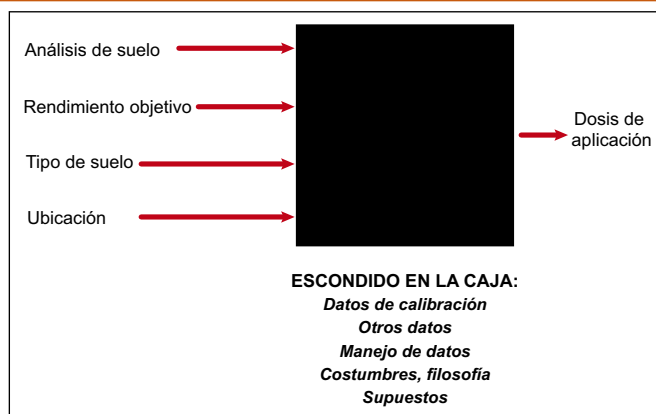 Análisis de suelo
Rendimiento objetivo
Tipo de suelo
Ubicación
Dosis de
aplicación
ESCONDIDO EN LA CAJA:
Datos de calibración
Otros datos
Manejo de datos
Costumbres, filosofía
Supuestos